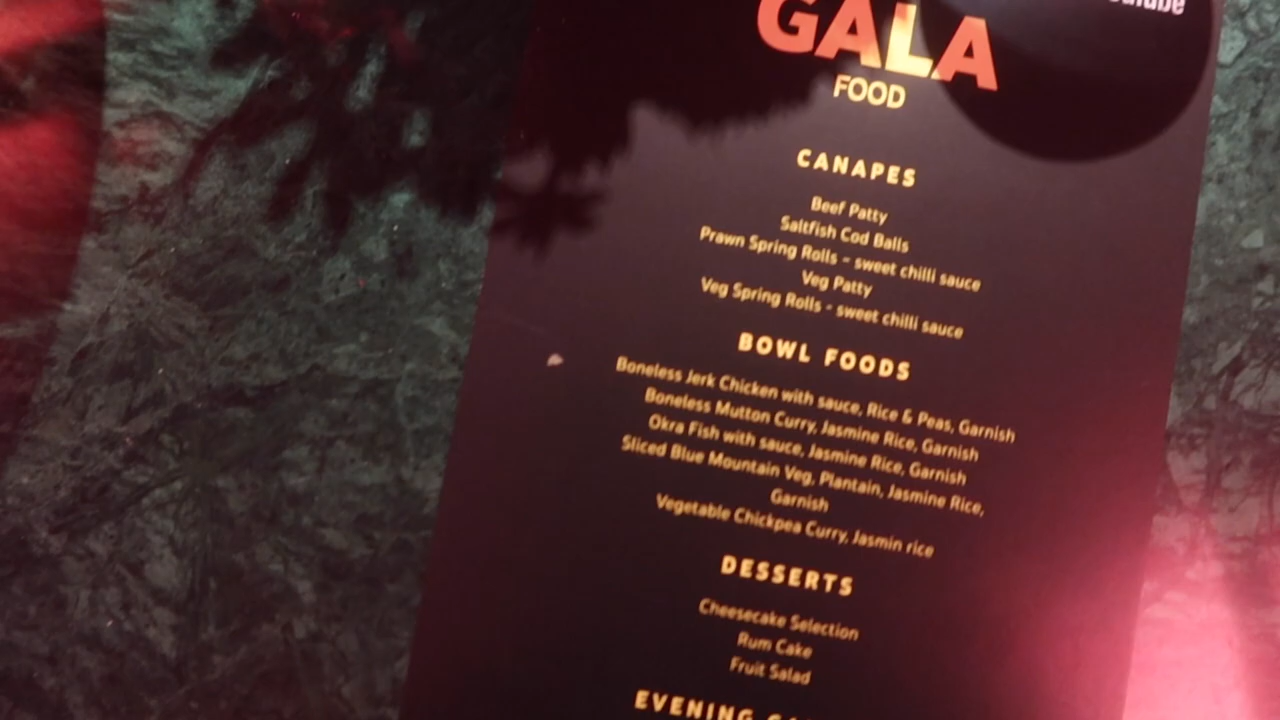 GALA
FOOD
CANAPES
Beef Patty
Saltfish Cod Balls
Prawn Spring Rolls - sweet chilli sauce
Veg Patty
Veg Spring Rolls - sweet chilli sauce
BOWL FOODS
Boneless Jerk Chicken with sauce, Rice & Peas, Garnish
Boneless Mutton Curry, Jasmine Rice, Garnish
Okra Fish with sauce, Jasmine Rice, Garnish
Sliced Blue Mountain Veg, Plantain, Jasmine Rice,
Garnish
Vegetable Chickpea Curry, Jasmin rice
DESSERTS
Cheesecake Selection
Rum Cake
Fruit Salad
EVENING